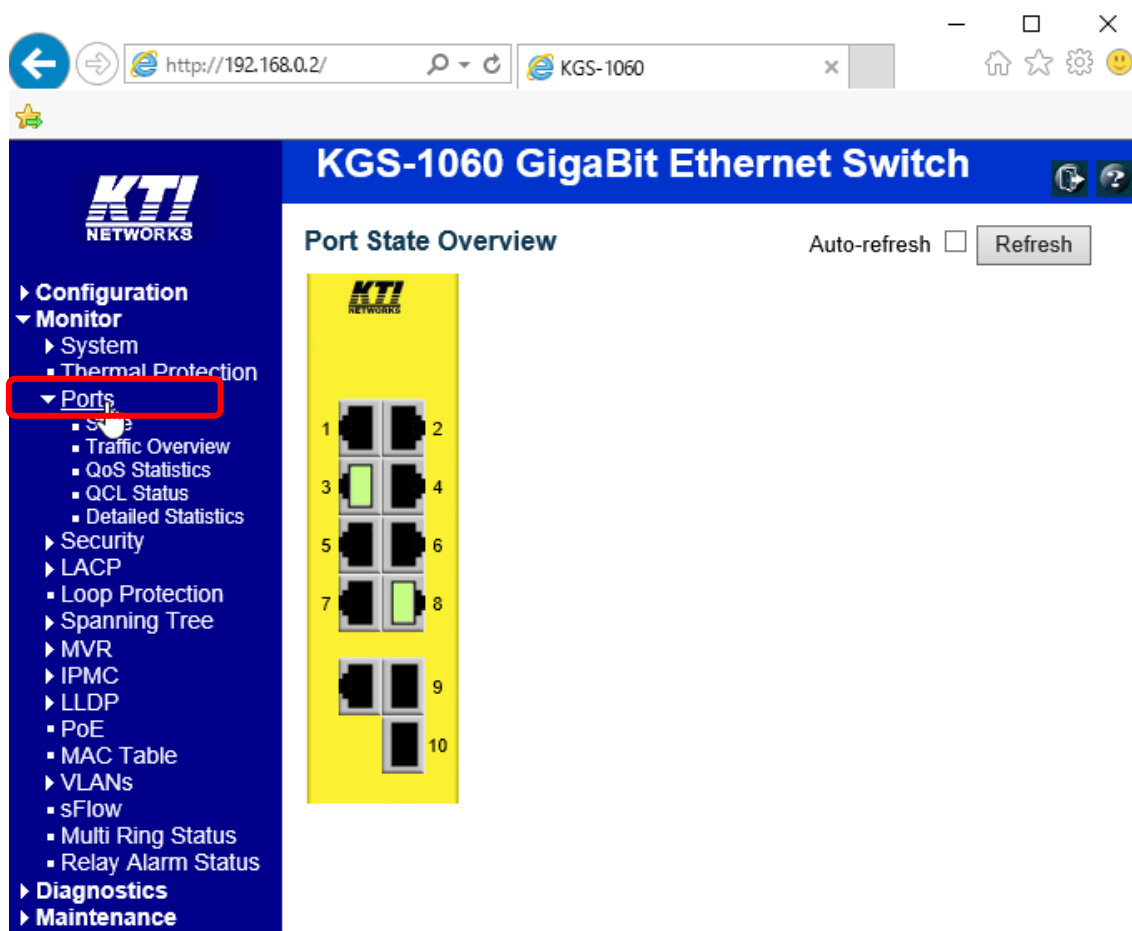 http://192.168.0.2/
KGS-1060
KTI
NETWORKS
KGS-1060 GigaBit Ethernet Switch
Port State Overview
Auto-refresh
Refresh
Configuration
Monitor
System
Thermal Protection
Ports
Traffic Overview
QoS Statistics
QCL Status
Detailed Statistics
Security
LACP
Loop Protection
Spanning Tree
MVR
IPMC
LLDP
PoE
MAC Table
VLANs
sFlow
Multi Ring Status
Relay Alarm Status
Diagnostics
Maintenance
KTI
NETWORKS
1 2
3 4
5 6
7 8
9
10